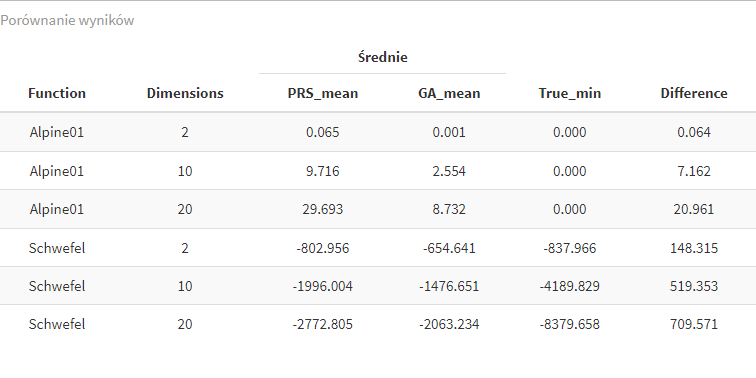 Porównanie wyników
Średnie
Function Dimensions PRS_mean GA_mean True_min Difference
Alpine01 2 0.065 0.001 0.000 0.064
Alpine01 10 9.716 2.554 0.000 7.162
Alpine01 20 29.693 8.732 0.000 20.961
Schwefel 2 -802.956 -654.641 -837.966 148.315
Schwefel 10 -1996.004 -1476.651 -4189.829 519.353
Schwefel 20 -2772.805 -2063.234 -8379.658 709.571